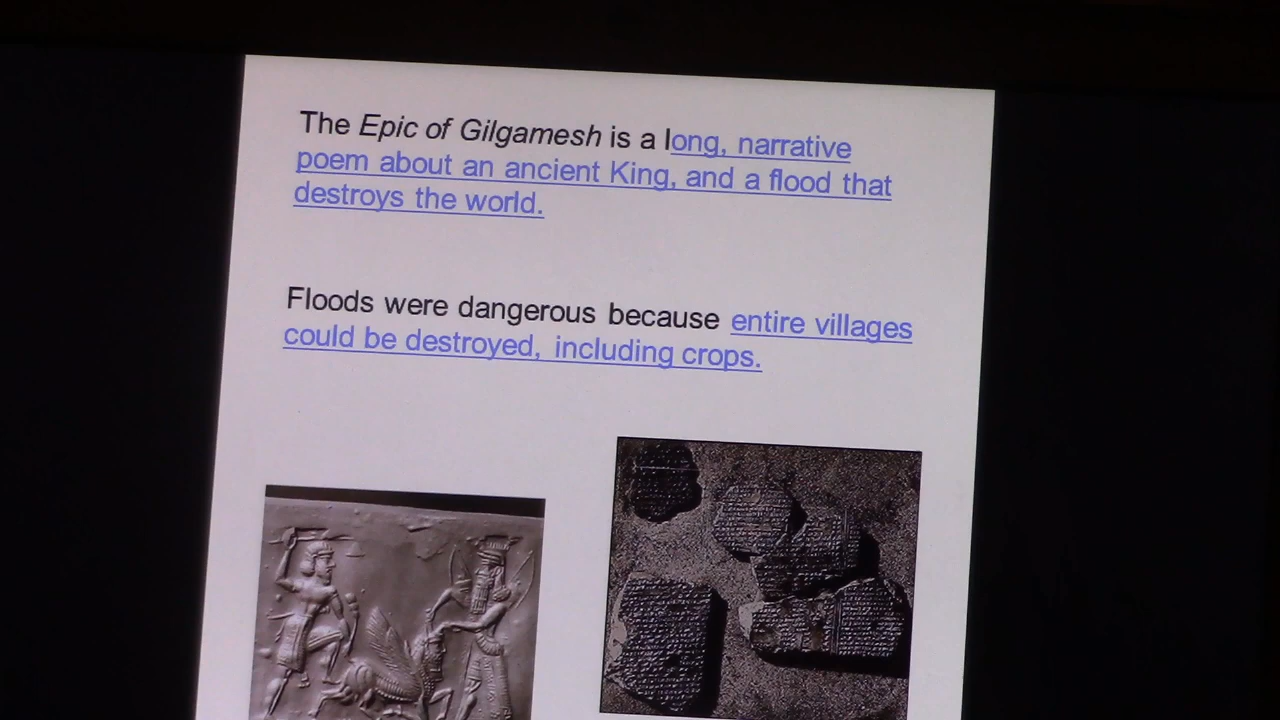 The Epic of Gilgamesh is a long, narrative
poem about an ancient King, and a flood that
destroys the world.
Floods were dangerous because entire villages
could be destroyed, including crops.